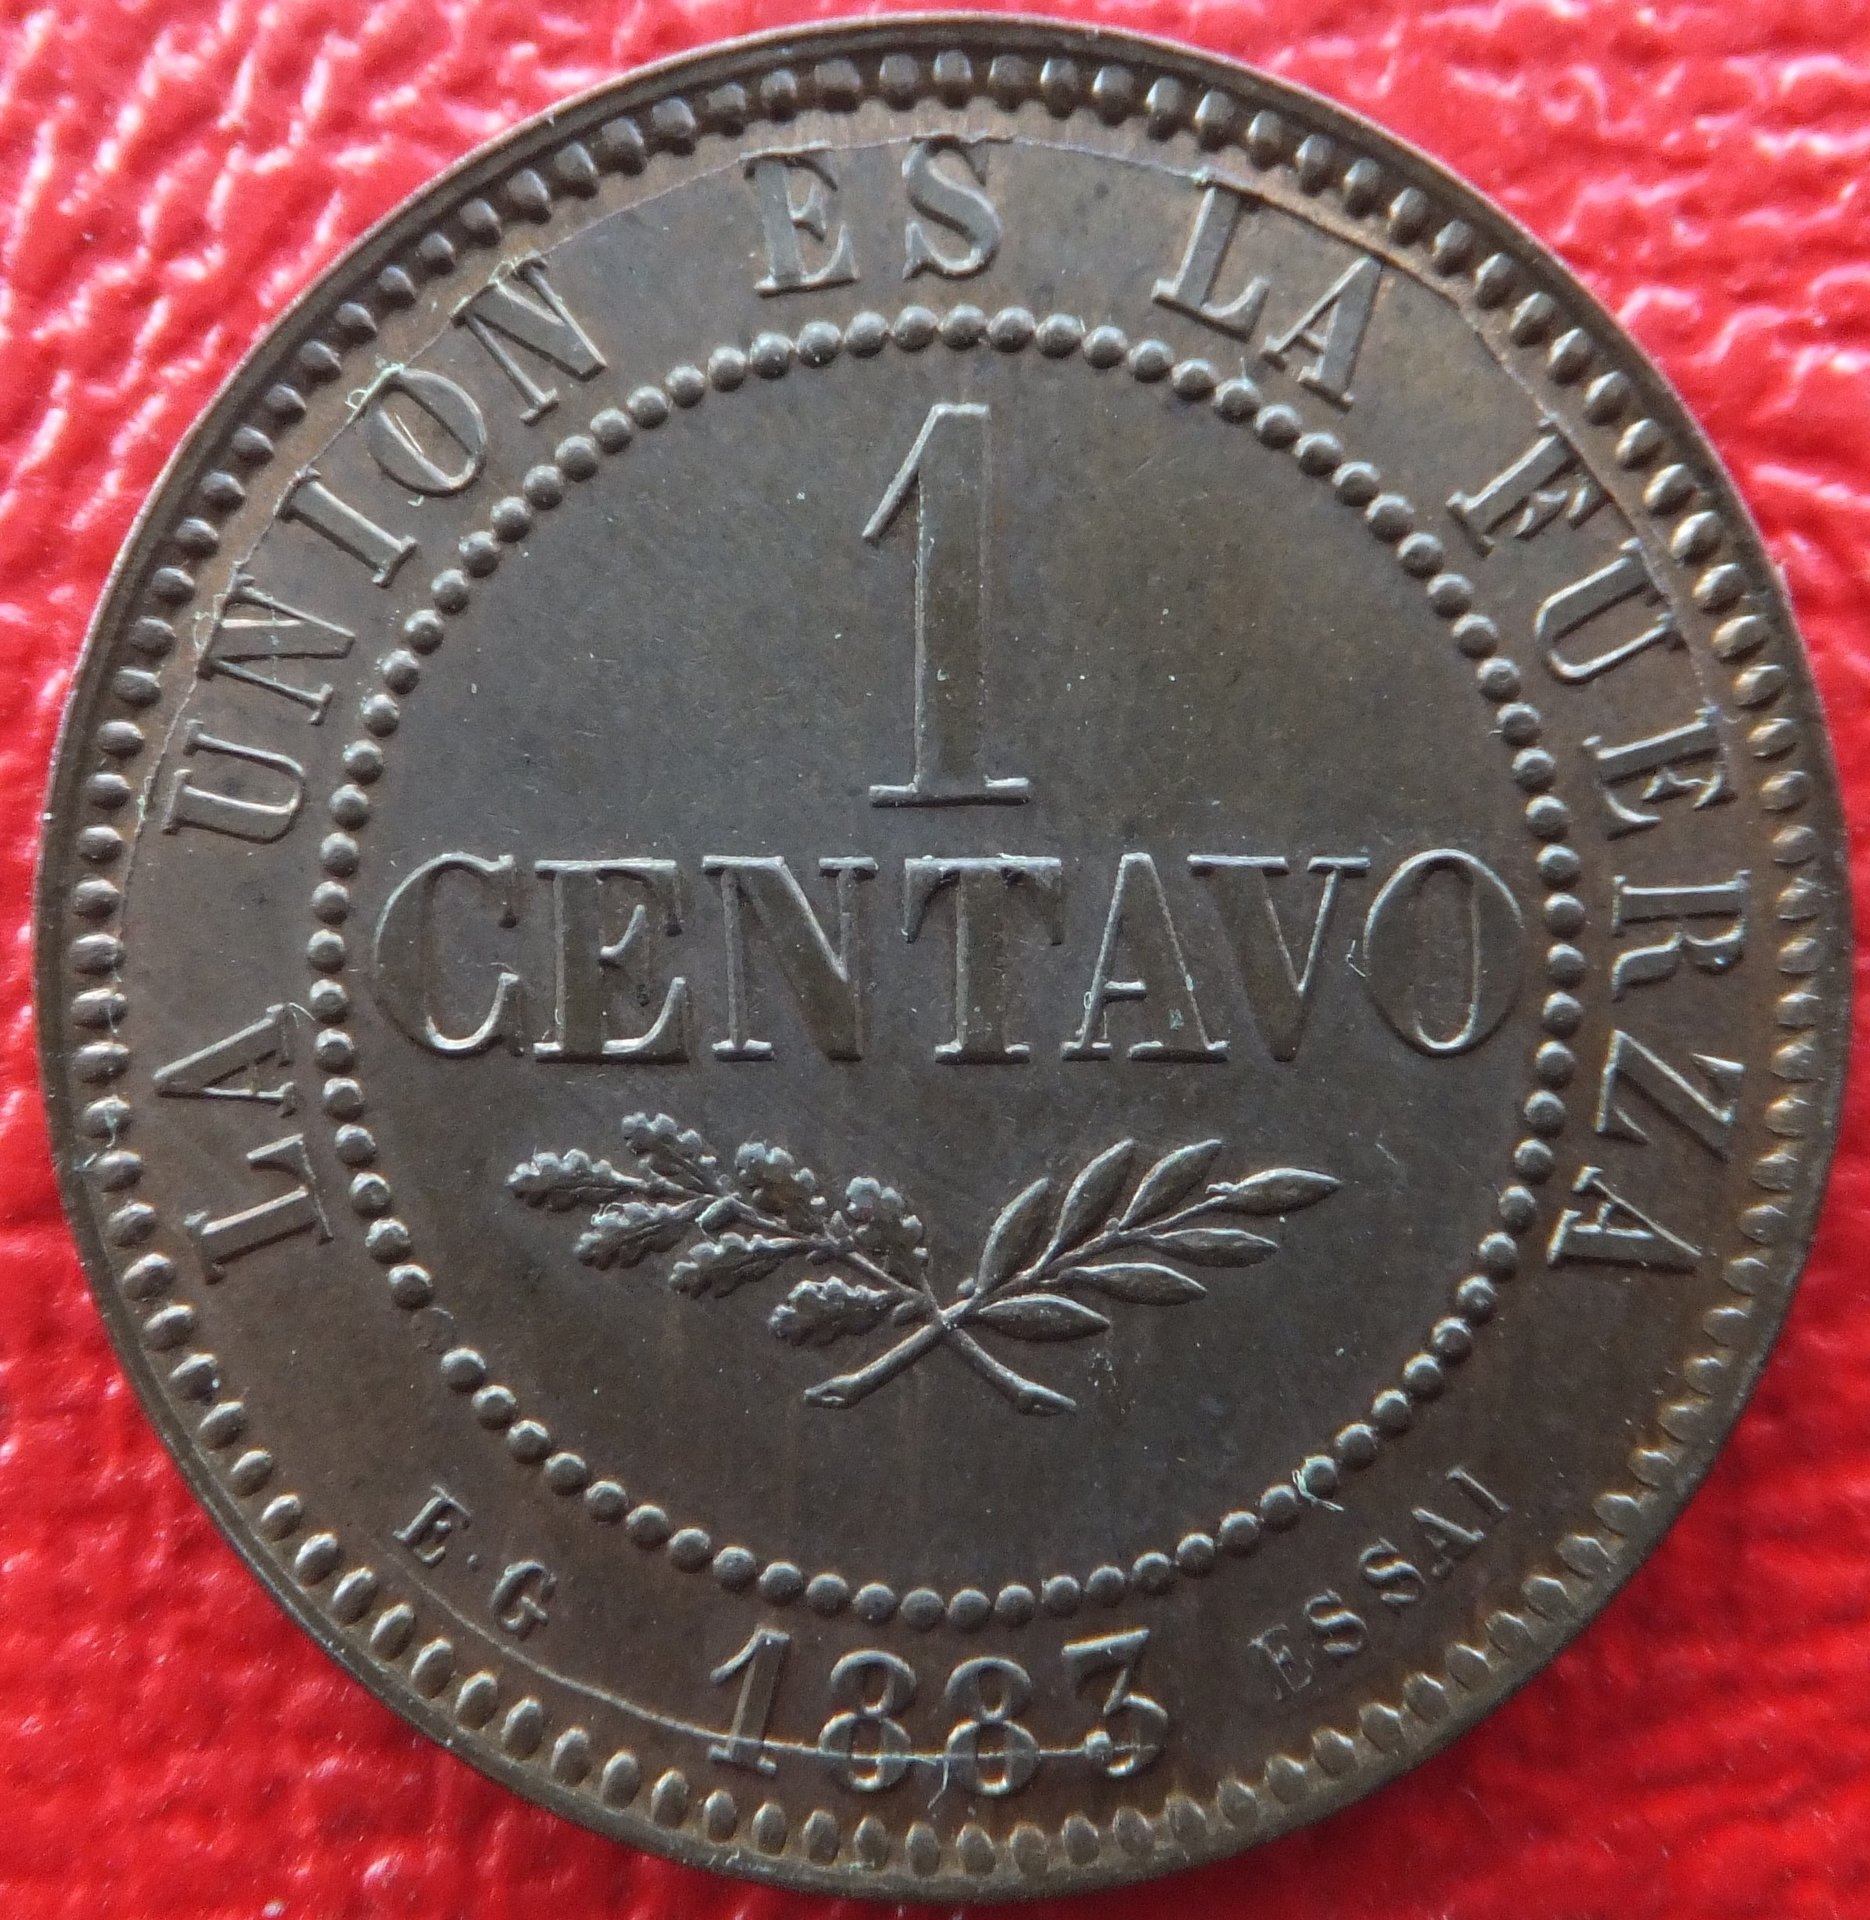 LA UNION ES LA FUERZA
1
CENTAVO
E.G
1883
ESSAI